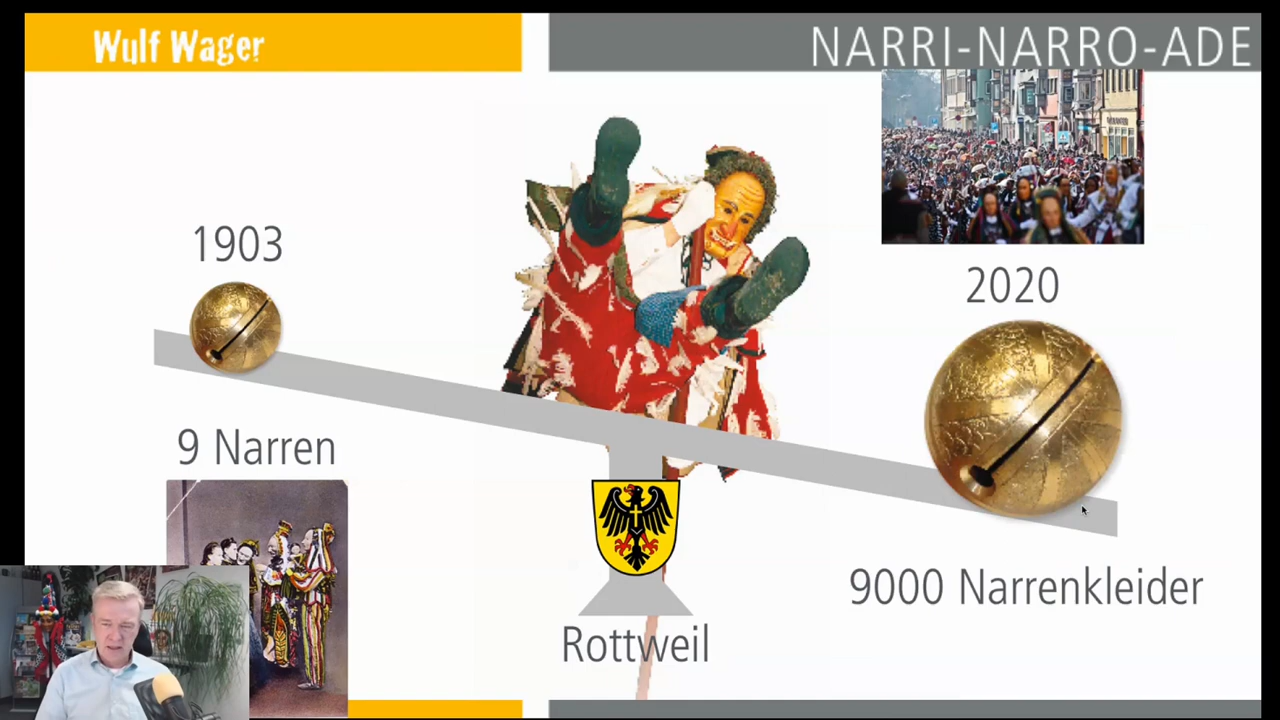 Wulf Wager
NARRI-NARRO-ADE
1903
2020
9 Narren
9000 Narrenkleider
Rottweil